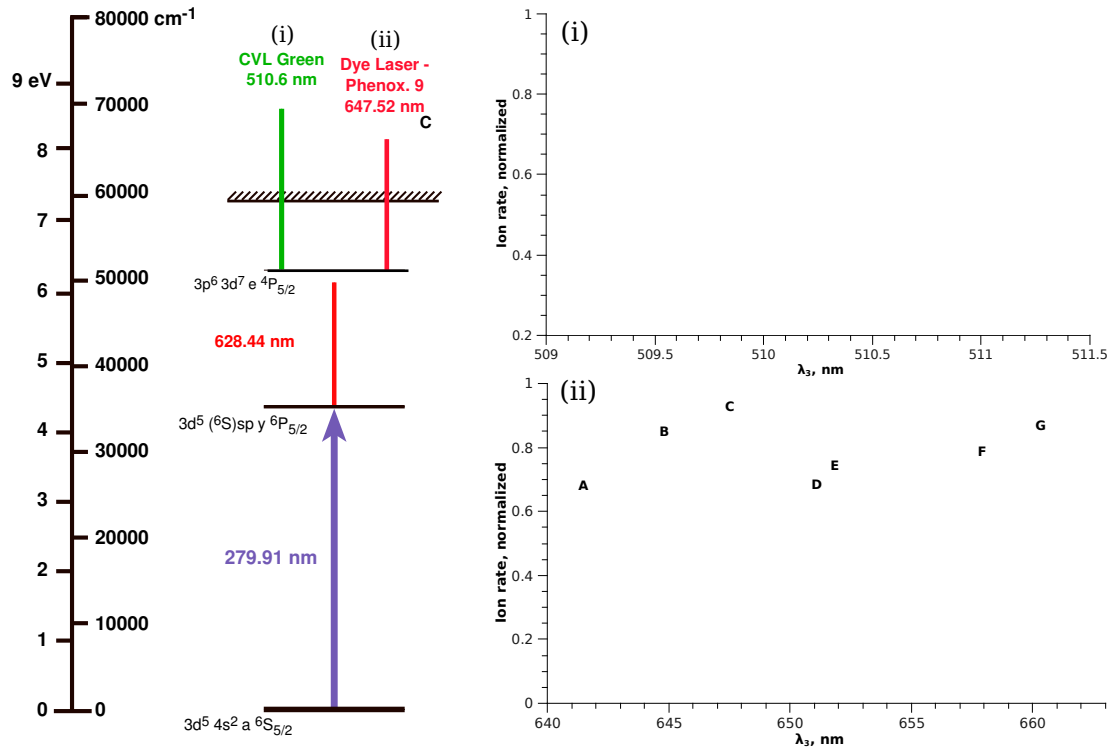 80000 cm⁻¹
9 eV
70000
8
60000
7
50000
6
5
40000
4
30000
3
20000
2
10000
1
0
0
(i)
CVL Green
510.6 nm
(ii)
Dye Laser -
Phenox. 9
647.52 nm
C
3p⁶ 3d⁷ e ⁴P₅/₂
628.44 nm
3d⁵ (⁶S)sp y ⁶P₅/₂
279.91 nm
3d⁵ 4s² a ⁶S₅/₂
(i)
Ion rate, normalized
1
0.8
0.6
0.4
0.2
509
509.5
510
510.5
511
511.5
λ₃, nm
(ii)
Ion rate, normalized
1
0.8
0.6
0.4
0.2
0
A
B
C
D
E
F
G
640
645
650
655
660
λ₃, nm